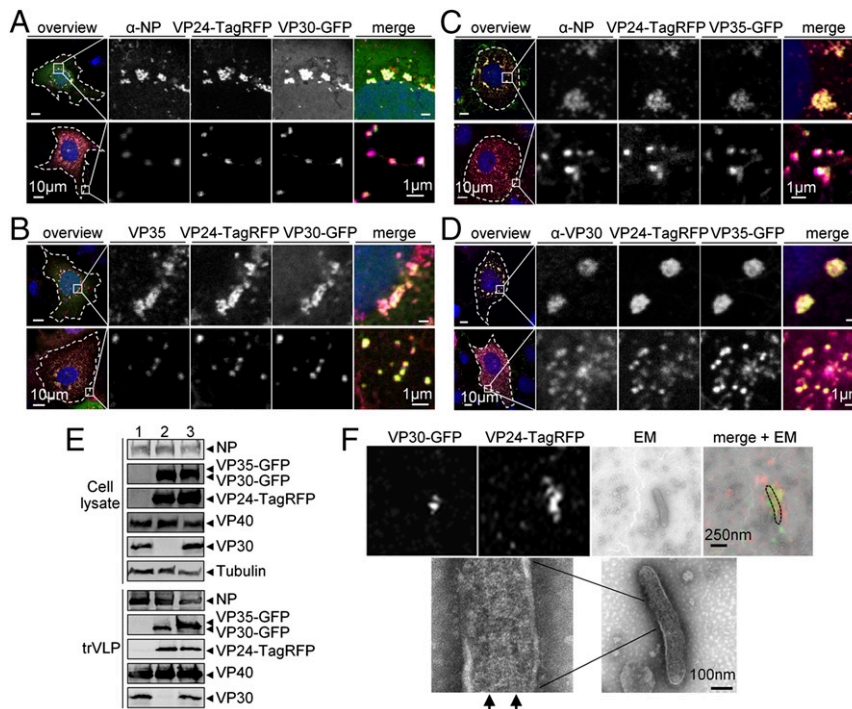 A
overview α-NP VP24-TagRFP VP30-GFP merge
10µm
1µm
B
overview VP35 VP24-TagRFP VP30-GFP merge
10µm
1µm
C
overview α-NP VP24-TagRFP VP35-GFP merge
10µm
1µm
D
overview α-VP30 VP24-TagRFP VP35-GFP merge
10µm
1µm
E
1 2 3
Cell lysate
NP
VP35-GFP
VP30-GFP
VP24-TagRFP
VP40
VP30
Tubulin
trVLP
NP
VP35-GFP
VP30-GFP
VP24-TagRFP
VP40
VP30
F
VP30-GFP VP24-TagRFP EM merge + EM
250nm
100nm